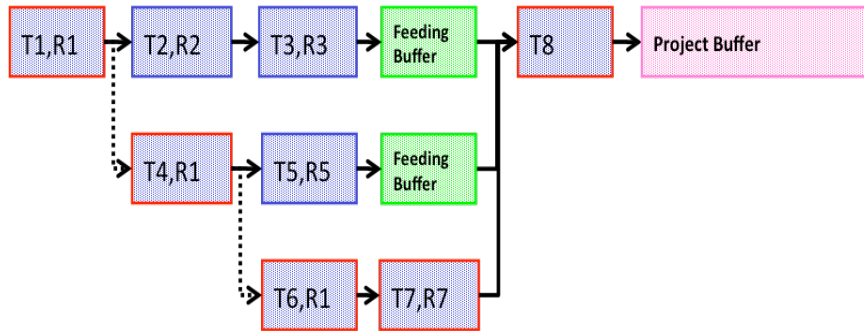 T1,R1
T2,R2
T3,R3
Feeding
Buffer
T8
Project Buffer
T4,R1
T5,R5
Feeding
Buffer
T6,R1
T7,R7